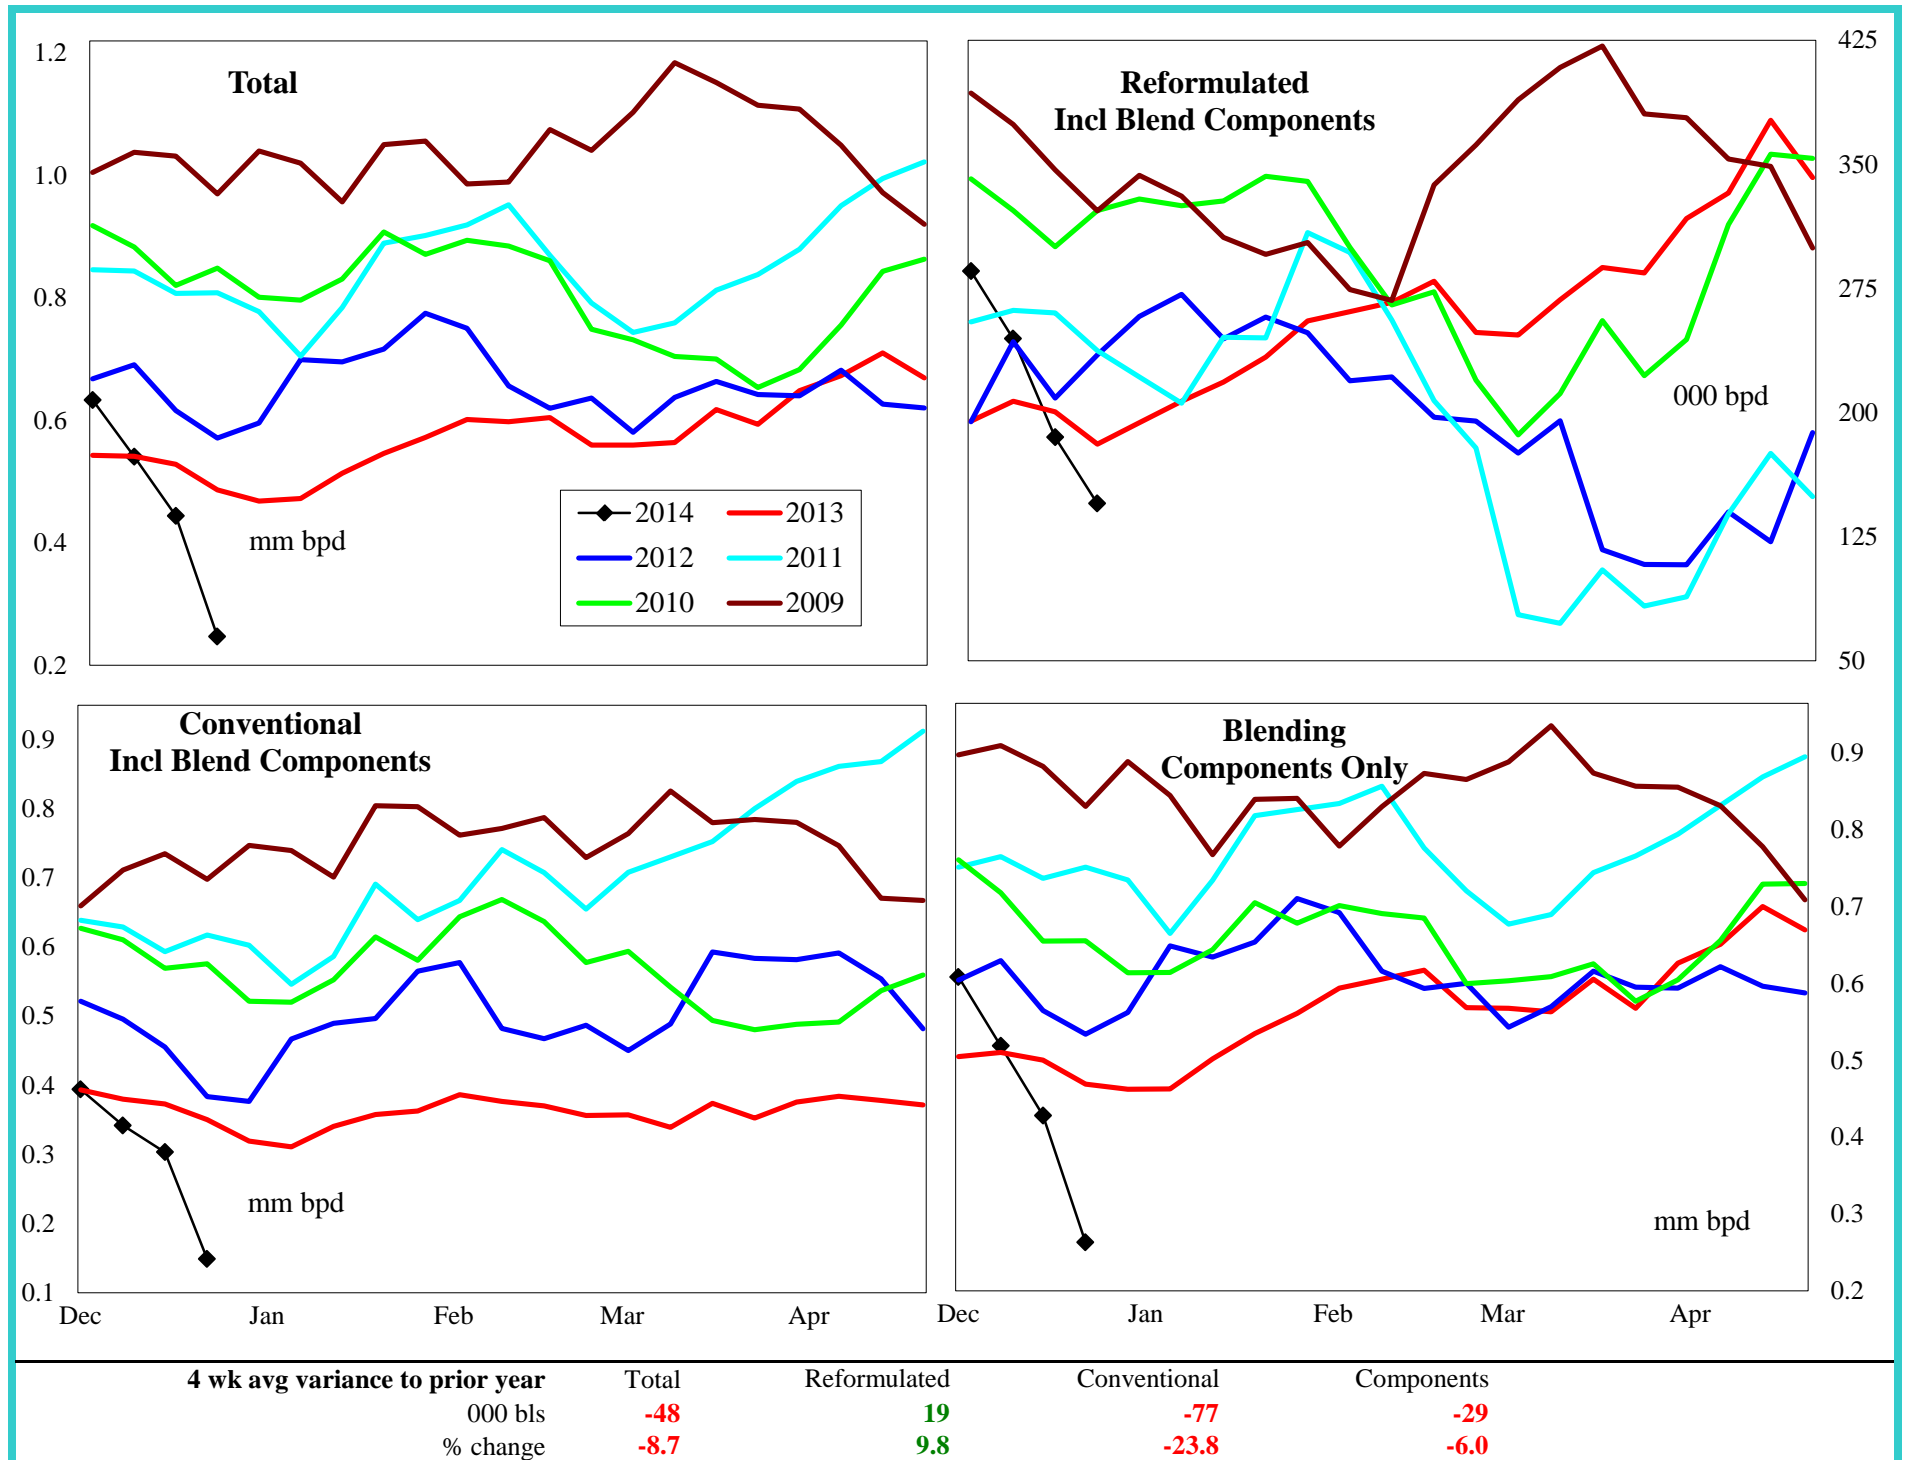 Total
1.2
1.0
0.8
0.6
0.4
0.2
mm bpd
2014 2013
2012 2011
2010 2009
Reformulated
Incl Blend Components
425
350
275
200
125
50
000 bpd
Conventional
Incl Blend Components
0.9
0.8
0.7
0.6
0.5
0.4
0.3
0.2
0.1
mm bpd
Dec Jan Feb Mar Apr
Blending
Components Only
0.9
0.8
0.7
0.6
0.5
0.4
0.3
0.2
mm bpd
Dec Jan Feb Mar Apr
4 wk avg variance to prior year Total Reformulated Conventional Components
000 bls -48 19 -77 -29
% change -8.7 9.8 -23.8 -6.0